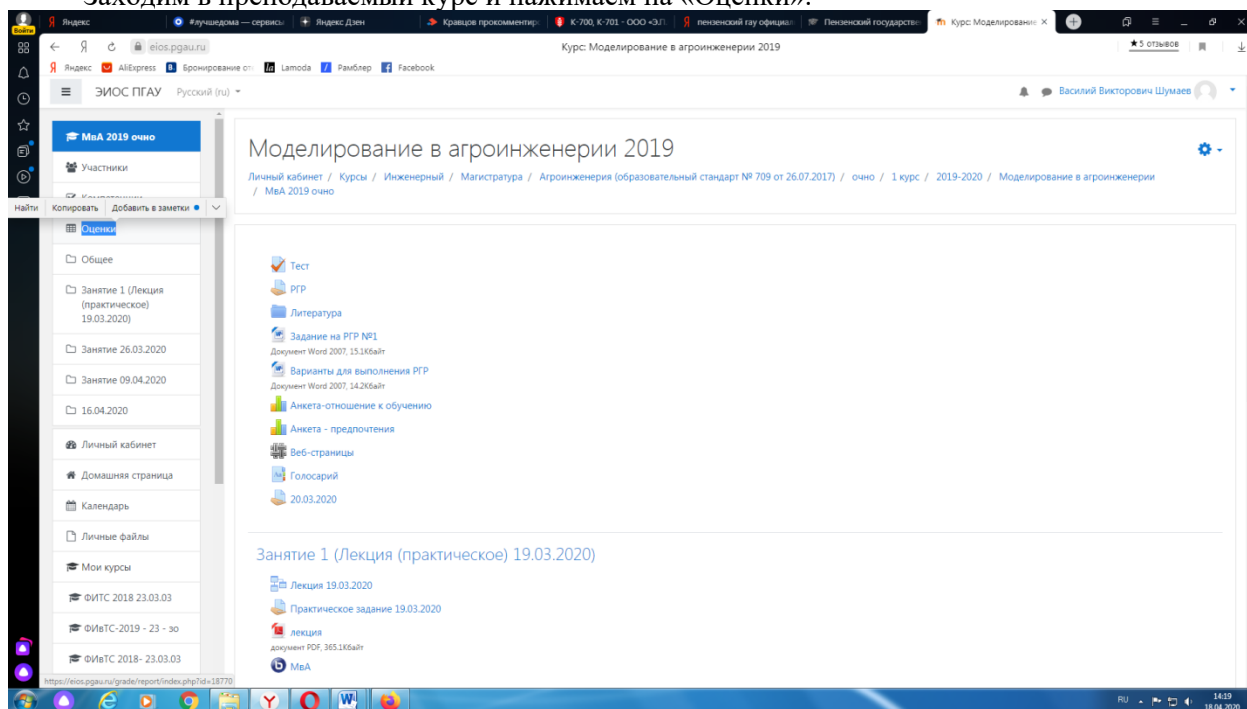 Заходим в преподаваемый курс и нажимаем на «Оценки».
Войти
Яндекс
#лучшедома — сервисы
Яндекс.Дзен
Кравцов прокомментир
К-700, К-701 - ООО «ЭЛ
пензенский гау официал
Пензенский государстве
Курс: Моделирование
eios.pgau.ru
Курс: Моделирование в агроинженерии 2019
★5 отзывов
Яндекс
AliExpress
Бронирование от
Lamoda
Рамблер
Facebook
ЭИОС ПГАУ
Русский (ru)
Василий Викторович Шумаев
МвА 2019 очно
Участники
Найти
Копировать
Добавить в заметки
Оценки
Общее
Занятие 1 (Лекция
(практическое)
19.03.2020)
Занятие 26.03.2020
Занятие 09.04.2020
16.04.2020
Личный кабинет
Домашняя страница
Календарь
Личные файлы
Мои курсы
ФИТС 2018 23.03.03
ФИвТС-2019 - 23 - зо
ФИвТС 2018- 23.03.03
https://eios.pgau.ru/grade/report/index.php?id=18770
Моделирование в агроинженерии 2019
Личный кабинет / Курсы / Инженерный / Магистратура / Агроинженерия (образовательный стандарт № 709 от 26.07.2017) / очно / 1 курс / 2019-2020 / Моделирование в агроинженерии
/ МвА 2019 очно
Тест
РГР
Литература
Задание на РГР №1
Документ Word 2007, 15.1Кбайт
Варианты для выполнения РГР
Документ Word 2007, 14.2Кбайт
Анкета-отношение к обучению
Анкета - предпочтения
Веб-страницы
Голосарий
20.03.2020
Занятие 1 (Лекция (практическое) 19.03.2020)
Лекция 19.03.2020
Практическое задание 19.03.2020
лекция
документ PDF, 365.1Кбайт
МвА
RU
14:19
18.04.2020